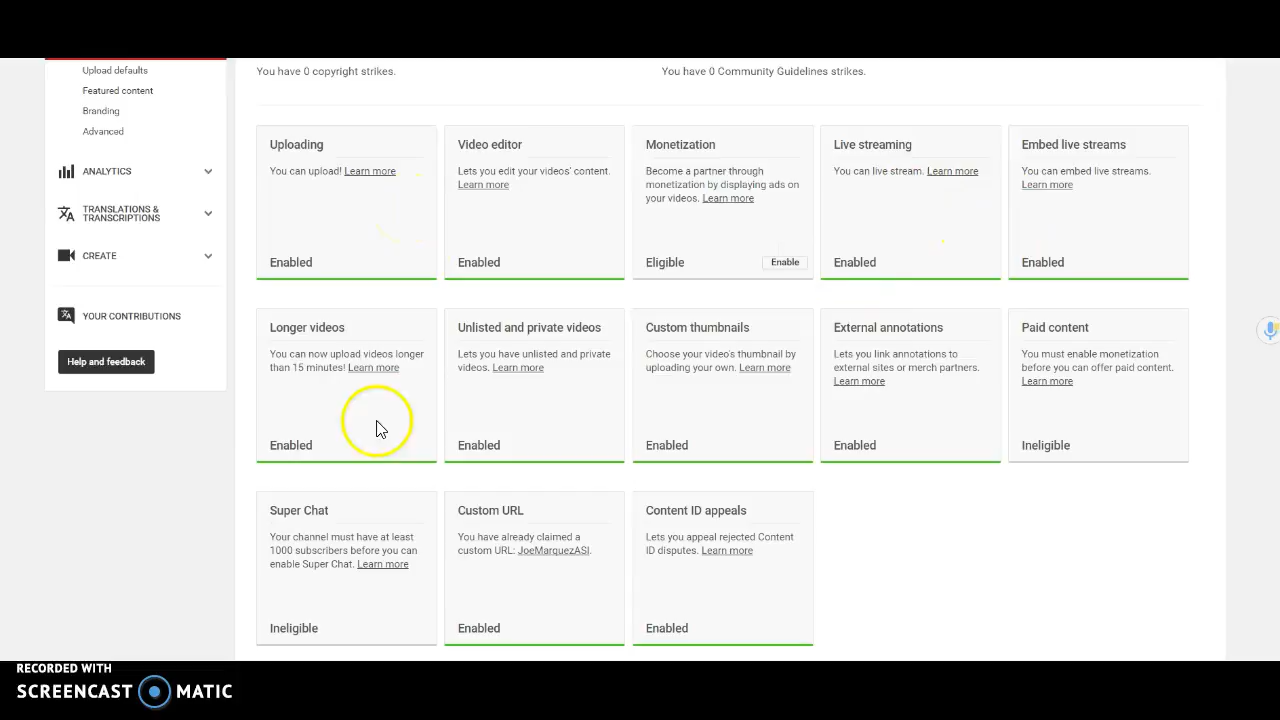 You have 0 copyright strikes.
You have 0 Community Guidelines strikes.
Upload defaults
Featured content
Branding
Advanced
ANALYTICS
TRANSLATIONS &
TRANSCRIPTIONS
CREATE
YOUR CONTRIBUTIONS
Help and feedback
Uploading
You can upload! Learn more
Enabled
Video editor
Lets you edit your videos' content.
Learn more
Enabled
Monetization
Become a partner through
monetization by displaying ads on
your videos. Learn more
Eligible
Enable
Live streaming
You can live stream. Learn more
Enabled
Embed live streams
You can embed live streams.
Learn more
Enabled
Longer videos
You can now upload videos longer
than 15 minutes! Learn more
Enabled
Unlisted and private videos
Lets you have unlisted and private
videos. Learn more
Enabled
Custom thumbnails
Choose your video's thumbnail by
uploading your own. Learn more
Enabled
External annotations
Lets you link annotations to
external sites or merch partners.
Learn more
Enabled
Paid content
You must enable monetization
before you can offer paid content.
Learn more
Ineligible
Super Chat
Your channel must have at least
1000 subscribers before you can
enable Super Chat. Learn more
Ineligible
Custom URL
You have already claimed a
custom URL: JoeMarquezASI.
Enabled
Content ID appeals
Lets you appeal rejected Content
ID disputes. Learn more
Enabled
RECORDED WITH
SCREENCAST MATIC